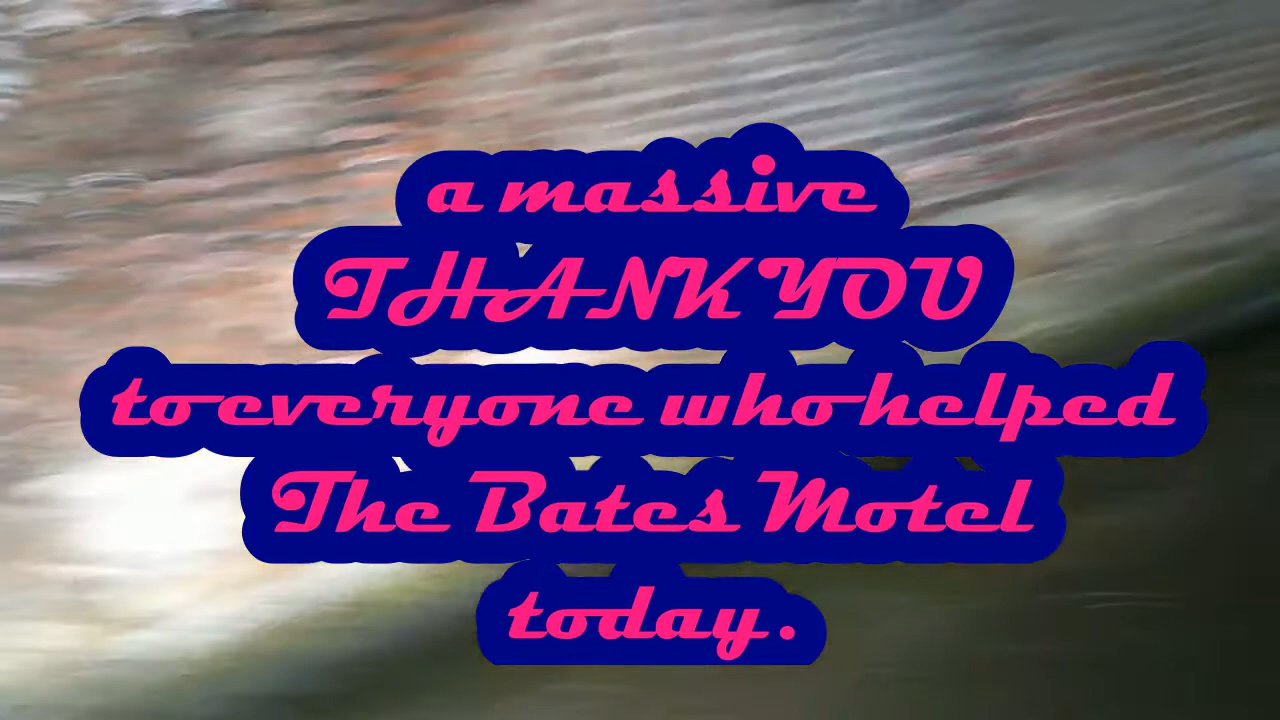 a massive
THANK YOU
to everyone who helped
The Bates Motel
today.